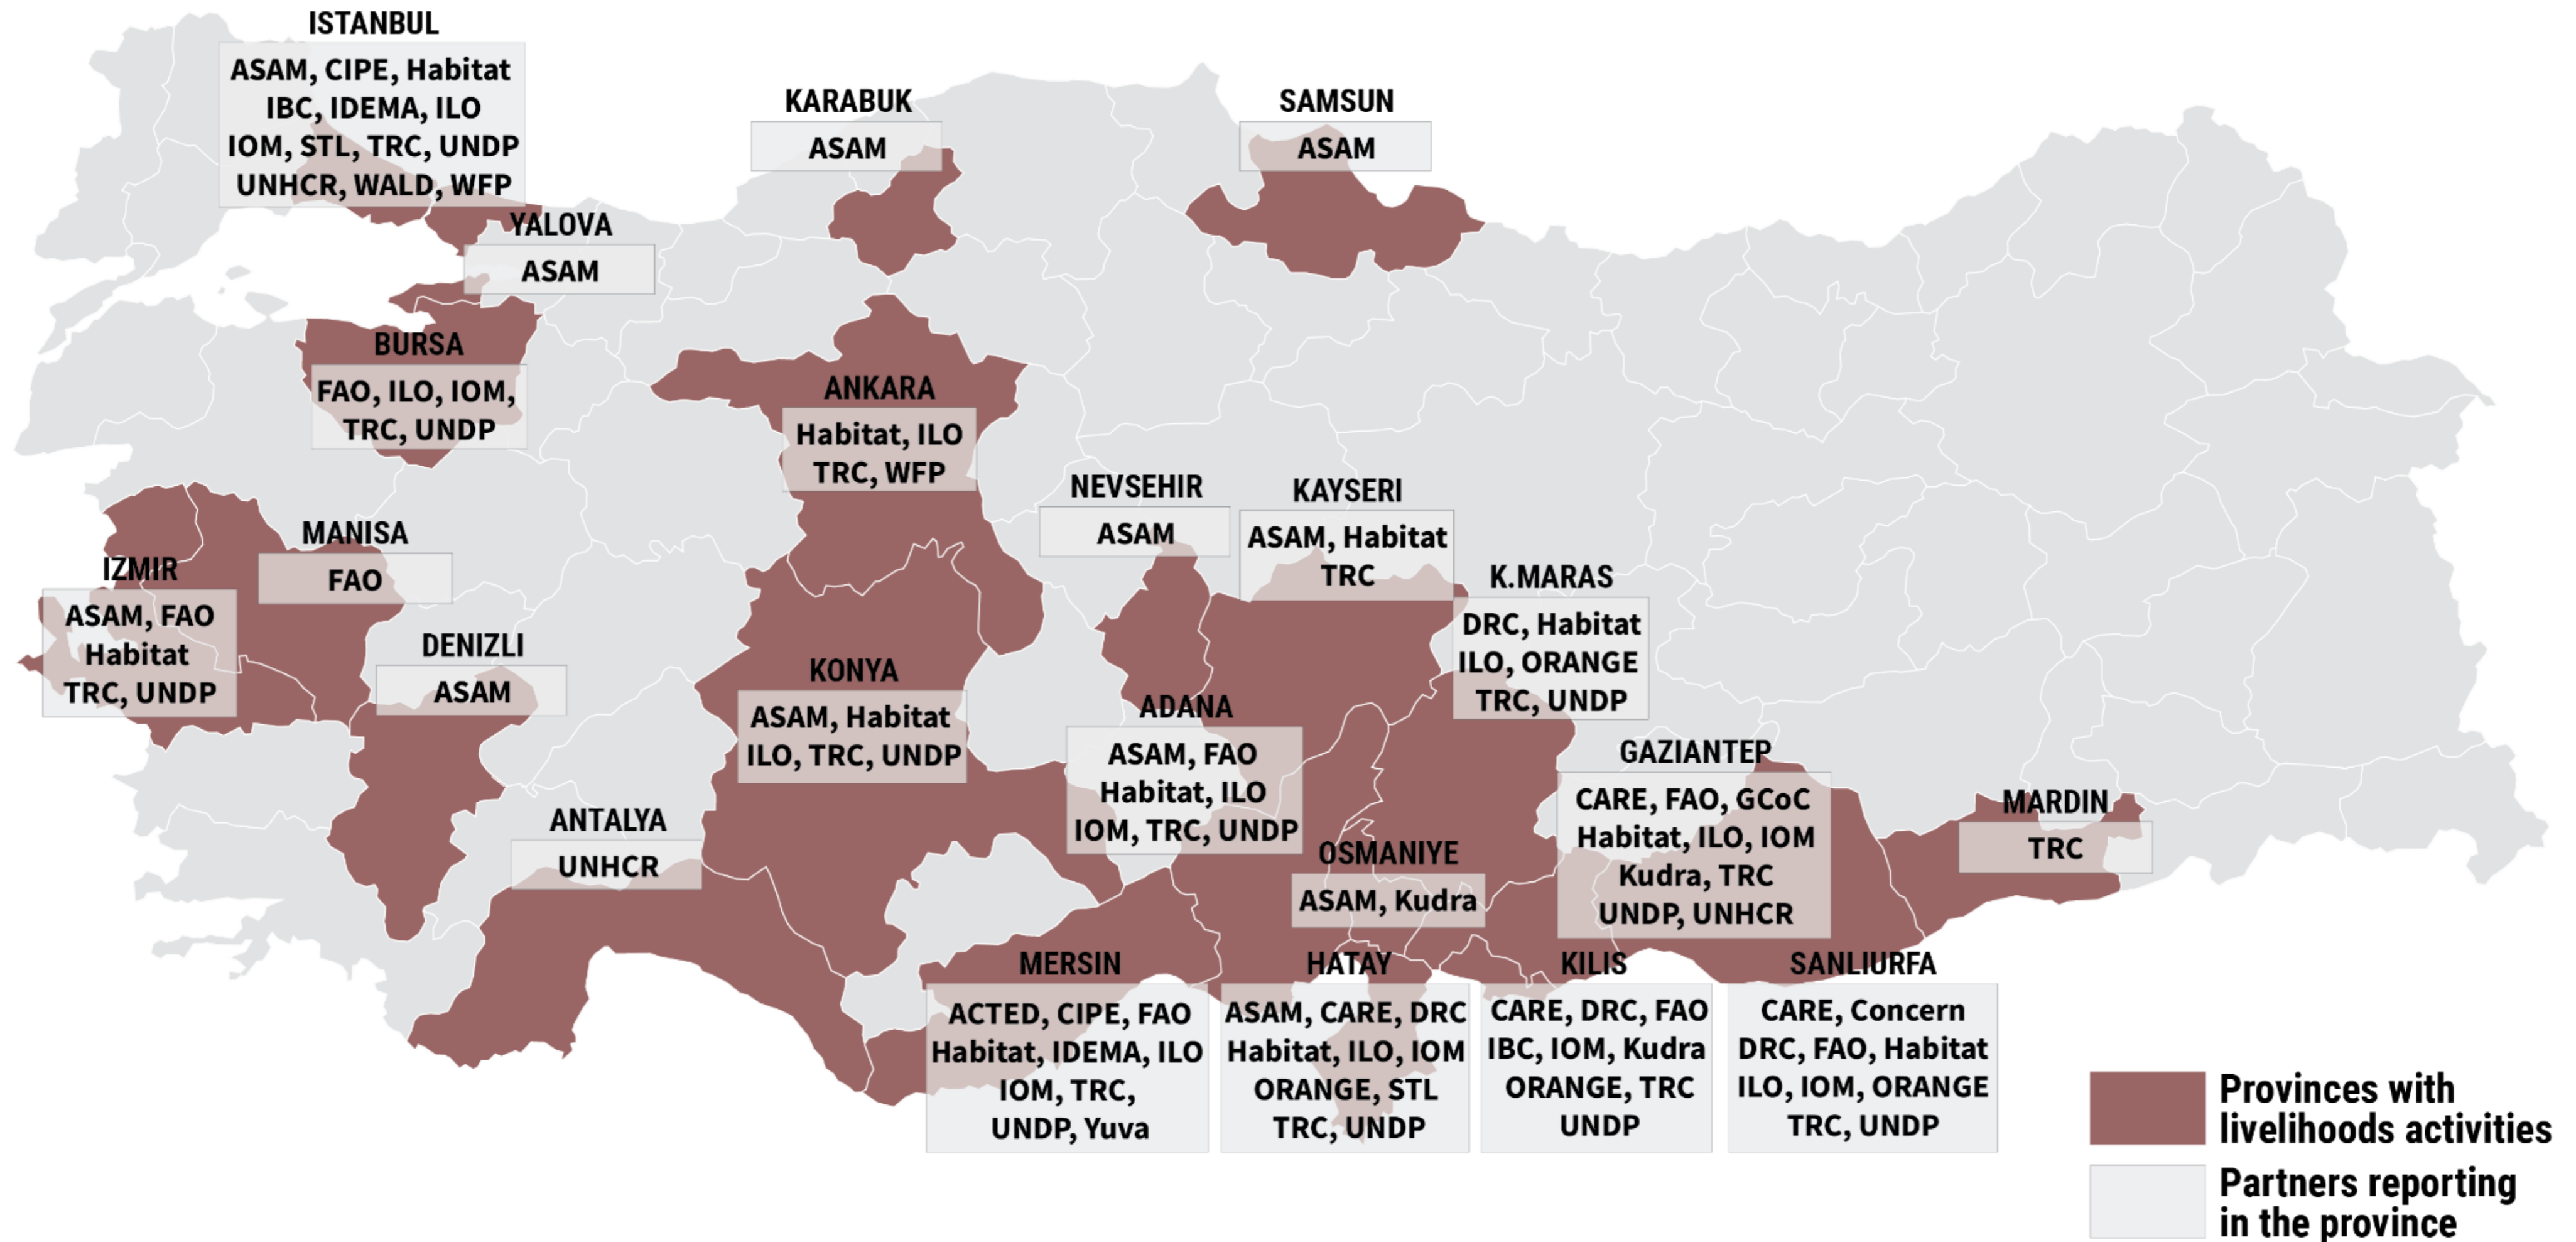 ISTANBUL
ASAM, CIPE, Habitat
IBC, IDEMA, ILO
IOM, STL, TRC, UNDP
UNHCR, WALD, WFP
KARABUK
ASAM
SAMSUN
ASAM
YALOVA
ASAM
BURSA
FAO, ILO, IOM,
TRC, UNDP
ANKARA
Habitat, ILO
TRC, WFP
NEVSEHIR
ASAM
KAYSERI
ASAM, Habitat
TRC
MANISA
FAO
IZMIR
ASAM, FAO
Habitat
TRC, UNDP
K.MARAS
DRC, Habitat
ILO, ORANGE
TRC, UNDP
DENIZLI
ASAM
KONYA
ASAM, Habitat
ILO, TRC, UNDP
ADANA
ASAM, FAO
Habitat, ILO
IOM, TRC, UNDP
GAZIANTEP
CARE, FAO, GCoC
Habitat, ILO, IOM
Kudra, TRC
UNDP, UNHCR
MARDIN
TRC
ANTALYA
UNHCR
OSMANIYE
ASAM, Kudra
MERSIN
ACTED, CIPE, FAO
Habitat, IDEMA, ILO
IOM, TRC,
UNDP, Yuva
HATAY
ASAM, CARE, DRC
Habitat, ILO, IOM
ORANGE, STL
TRC, UNDP
KILIS
CARE, DRC, FAO
IBC, IOM, Kudra
ORANGE, TRC
UNDP
SANLIURFA
CARE, Concern
DRC, FAO, Habitat
ILO, IOM, ORANGE
TRC, UNDP
Provinces with
livelihoods activities
Partners reporting
in the province